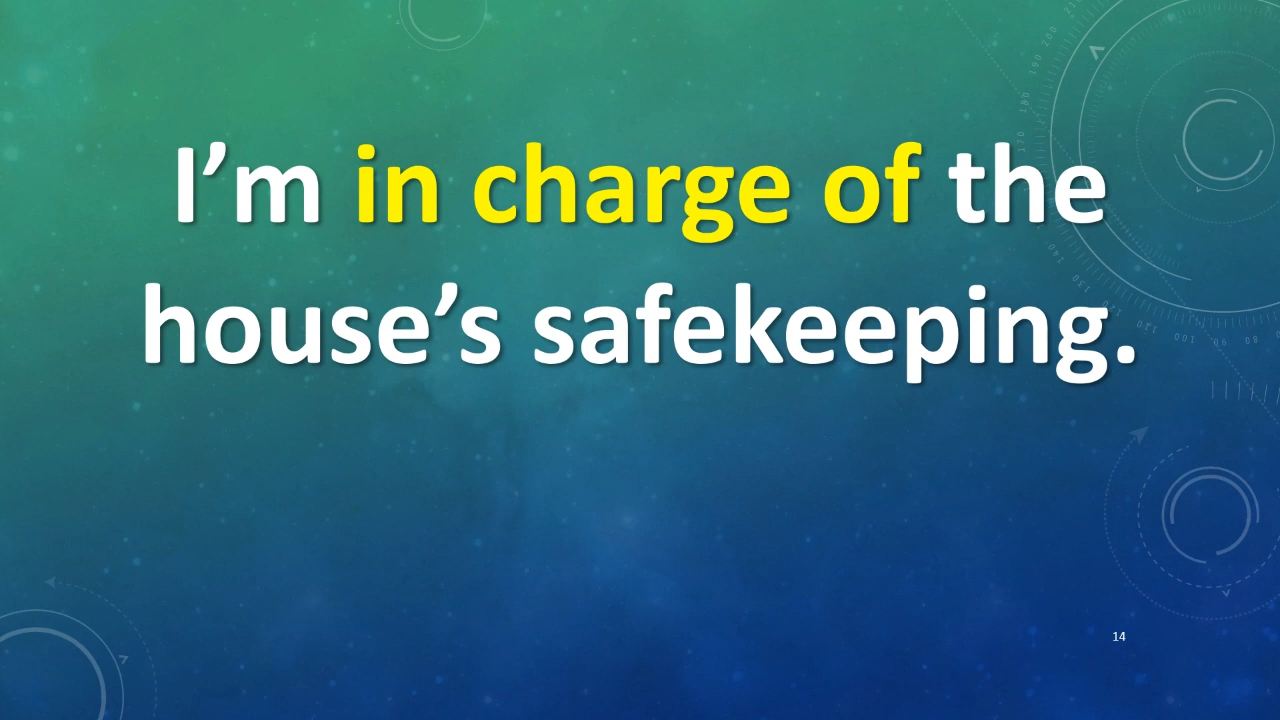 I’m in charge of the
house’s safekeeping.
14